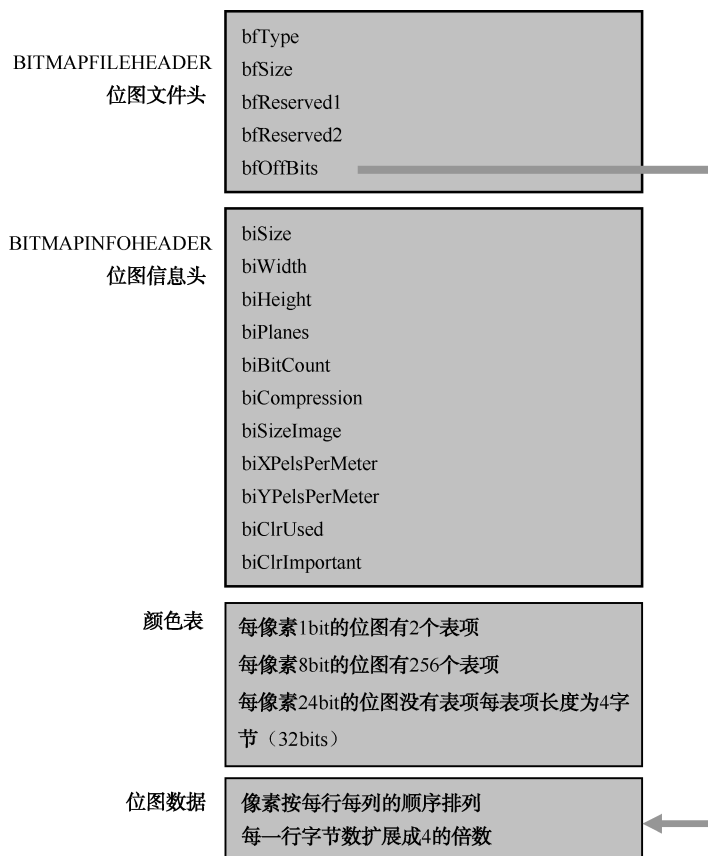 BITMAPFILEHEADER
位图文件头
bfType
bfSize
bfReserved1
bfReserved2
bfOffBits
BITMAPINFOHEADER
位图信息头
biSize
biWidth
biHeight
biPlanes
biBitCount
biCompression
biSizeImage
biXPelsPerMeter
biYPelsPerMeter
biClrUsed
biClrImportant
颜色表
每像素1bit的位图有2个表项
每像素8bit的位图有256个表项
每像素24bit的位图没有表项每表项长度为4字
节（32bits）
位图数据
像素按每行每列的顺序排列
每一行字节数扩展成4的倍数